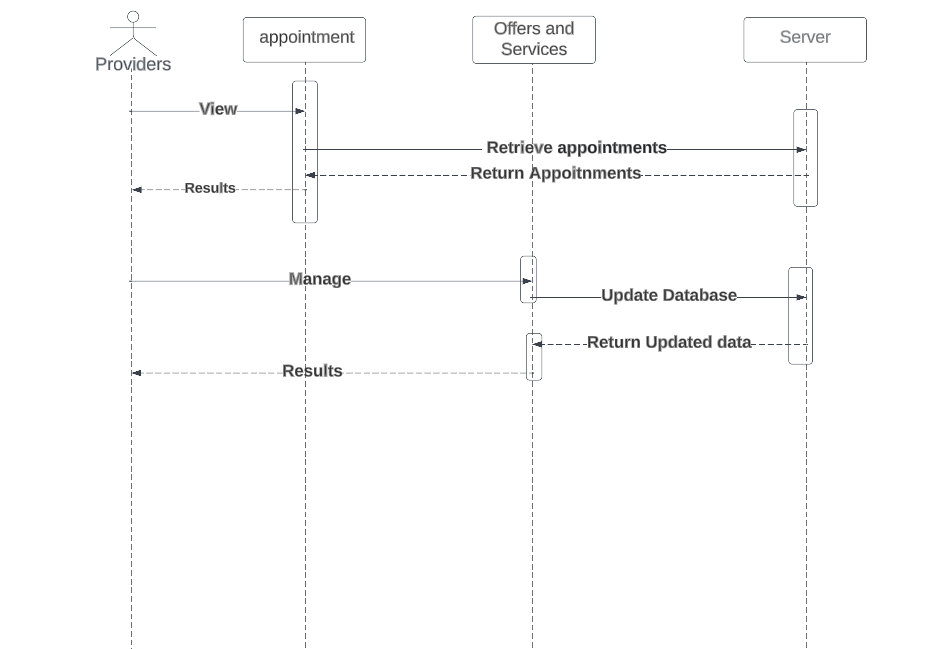 Providers
appointment
Offers and
Services
Server
View
Retrieve appointments
Return Appoitnments
Results
Manage
Update Database
Return Updated data
Results